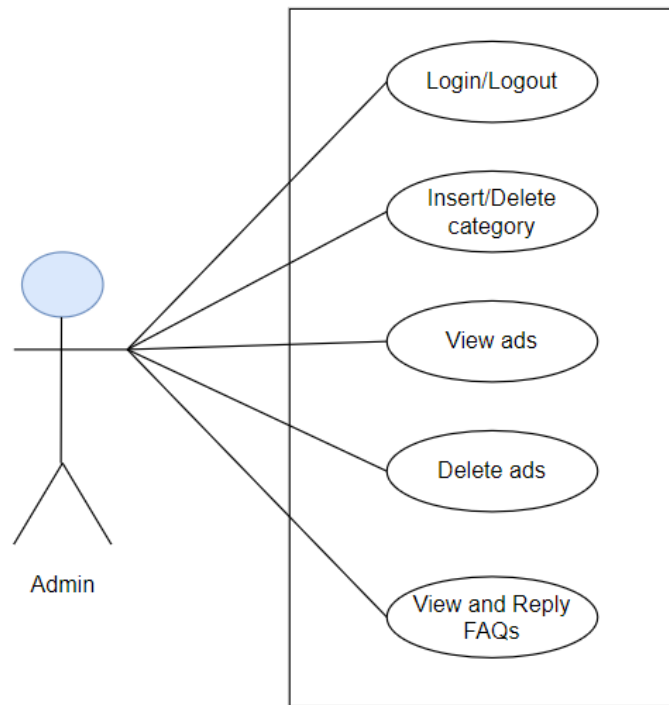 Login/Logout
Insert/Delete
category
View ads
Delete ads
Admin
View and Reply
FAQs